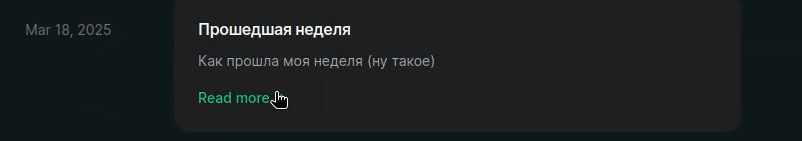 Mar 18, 2025
Прошедшая неделя
Как прошла моя неделя (ну такое)
Read more